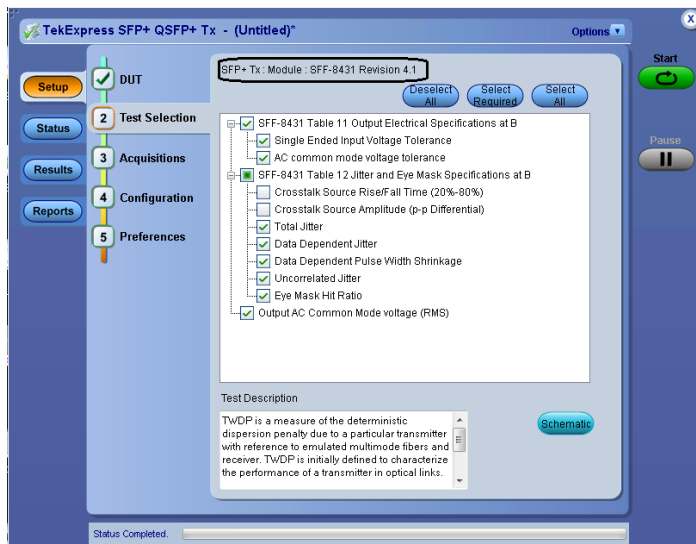 TekExpress SFP+ QSFP+ Tx - (Untitled)*
Options
x
Setup
Status
Results
Reports
DUT
2 Test Selection
3 Acquisitions
4 Configuration
5 Preferences
SFP+ Tx : Module : SFF-8431 Revision 4.1
Deselect All
Select Required
Select All
SFF-8431 Table 11 Output Electrical Specifications at B
Single Ended Input Voltage Tolerance
AC common mode voltage tolerance
SFF-8431 Table 12 Jitter and Eye Mask Specifications at B
Crosstalk Source Rise/Fall Time (20%-80%)
Crosstalk Source Amplitude (p-p Differential)
Total Jitter
Data Dependent Jitter
Data Dependent Pulse Width Shrinkage
Uncorrelated Jitter
Eye Mask Hit Ratio
Output AC Common Mode voltage (RMS)
Test Description
TWDP is a measure of the deterministic
dispersion penalty due to a particular transmitter
with reference to emulated multimode fibers and
receiver. TWDP is initially defined to characterize
the performance of a transmitter in optical links.
Schematic
Start
Pause
Status Completed.